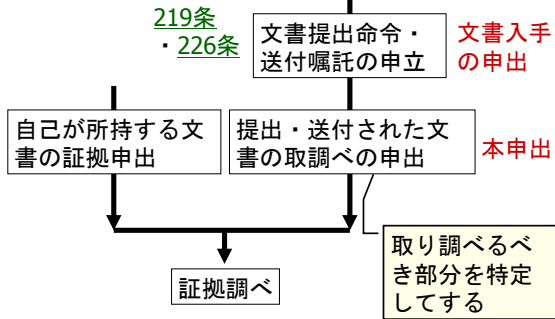 219条
・226条
文書提出命令・
送付嘱託の申立
文書入手
の申出
自己が所持する文
書の証拠申出
提出・送付された文
書の取調べの申出
本申出
取り調べるべ
き部分を特定
してする
証拠調べ